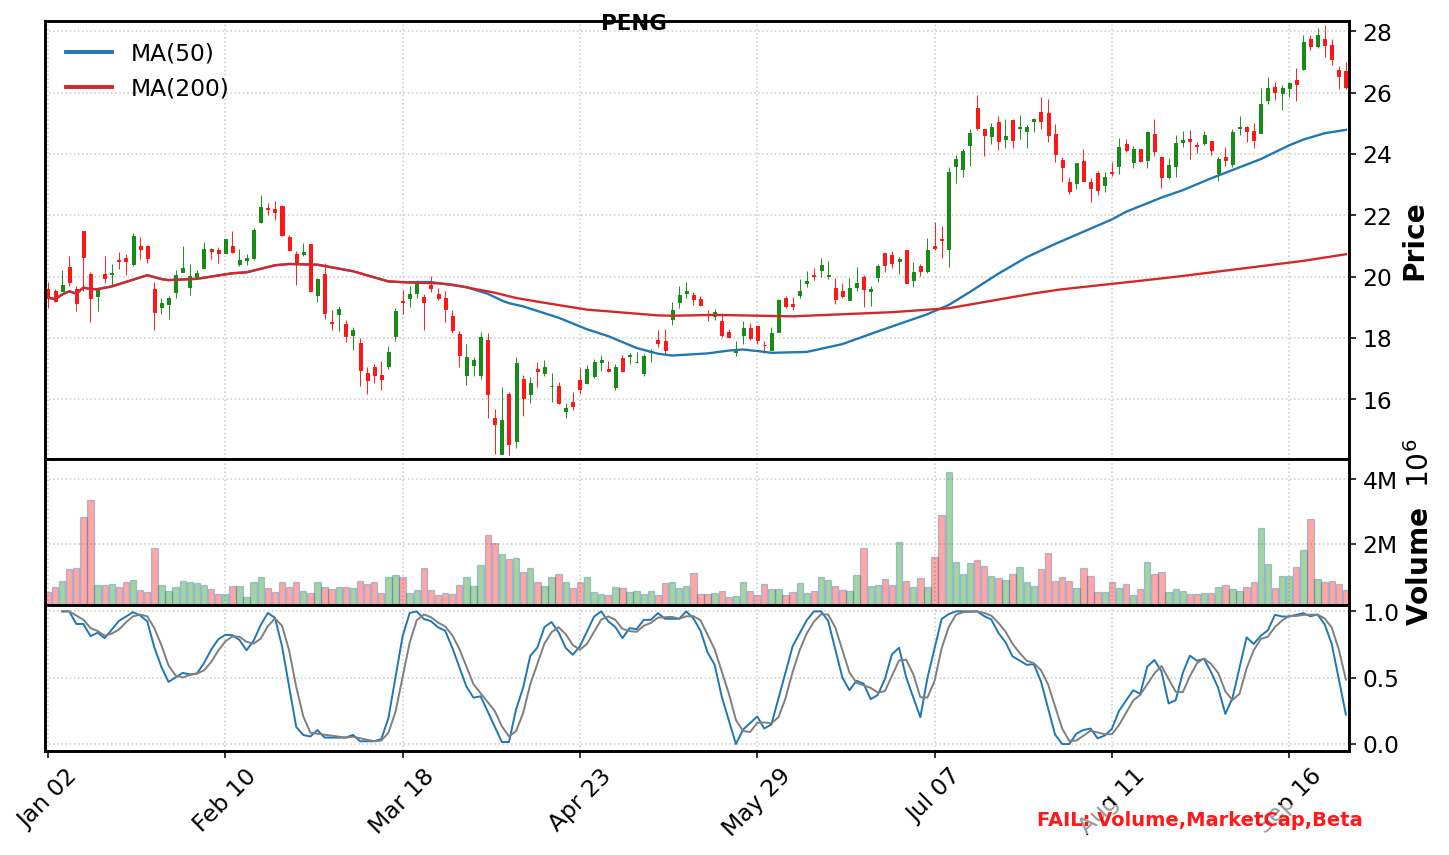 PENG
MA(50)
MA(200)
28
26
24
22
20
18
16
Price
4M
2M
Volume 10^6
1.0
0.5
0.0
Jan 02
Feb 10
Mar 18
Apr 23
May 29
Jul 07
Aug 11
Sep 16
FAIL: Volume,MarketCap,Beta